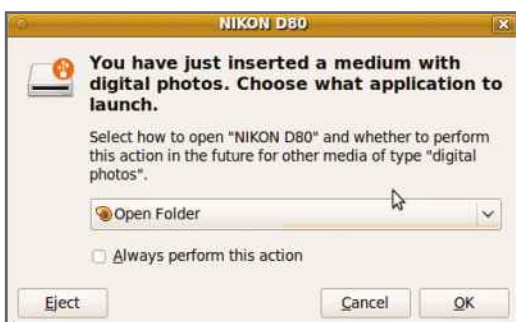 NIKON D80
You have just inserted a medium with
digital photos. Choose what application to
launch.
Select how to open "NIKON D80" and whether to perform
this action in the future for other media of type "digital
photos".
Open Folder
Always perform this action
Eject
Cancel
OK